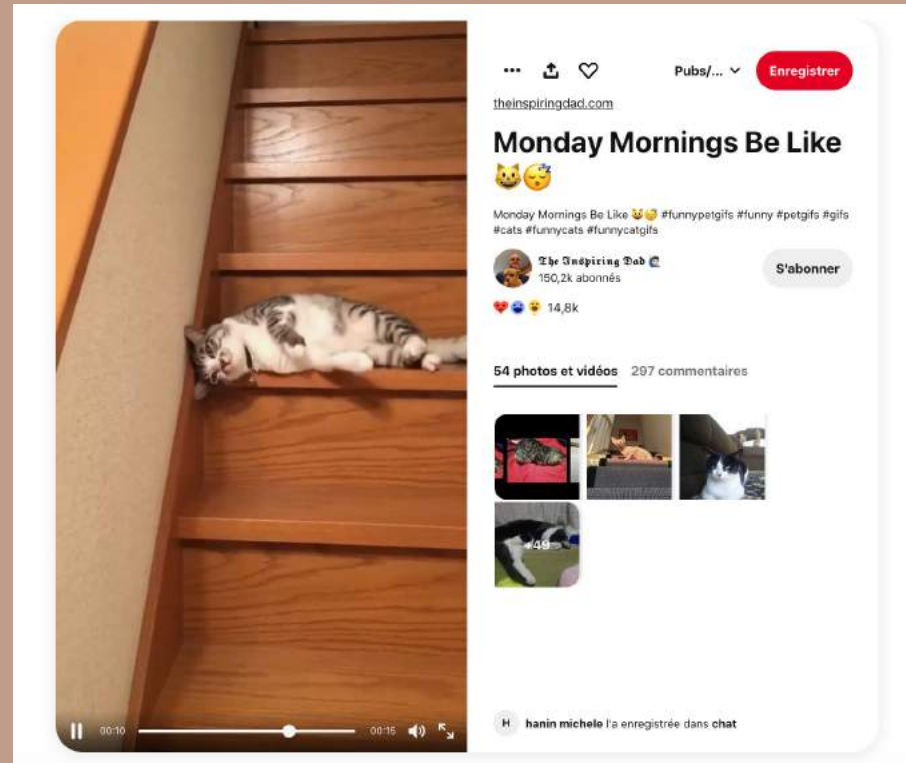 Pubs/...
Enregistrer
theinspiringdad.com
Monday Mornings Be Like
😺😴
Monday Mornings Be Like 😺😴 #funnypetgifs #funny #petgifs #gifs
#cats #funnycats #funnycatgifs
𝕿𝖍𝖊 𝕴𝖓𝖘𝖕𝖎𝖗𝖎𝖓𝖌 𝕯𝖆𝖉
150,2k abonnés
S'abonner
14,8k
54 photos et vidéos 297 commentaires
+49
00:10
00:15
H
hanin michele l'a enregistrée dans chat